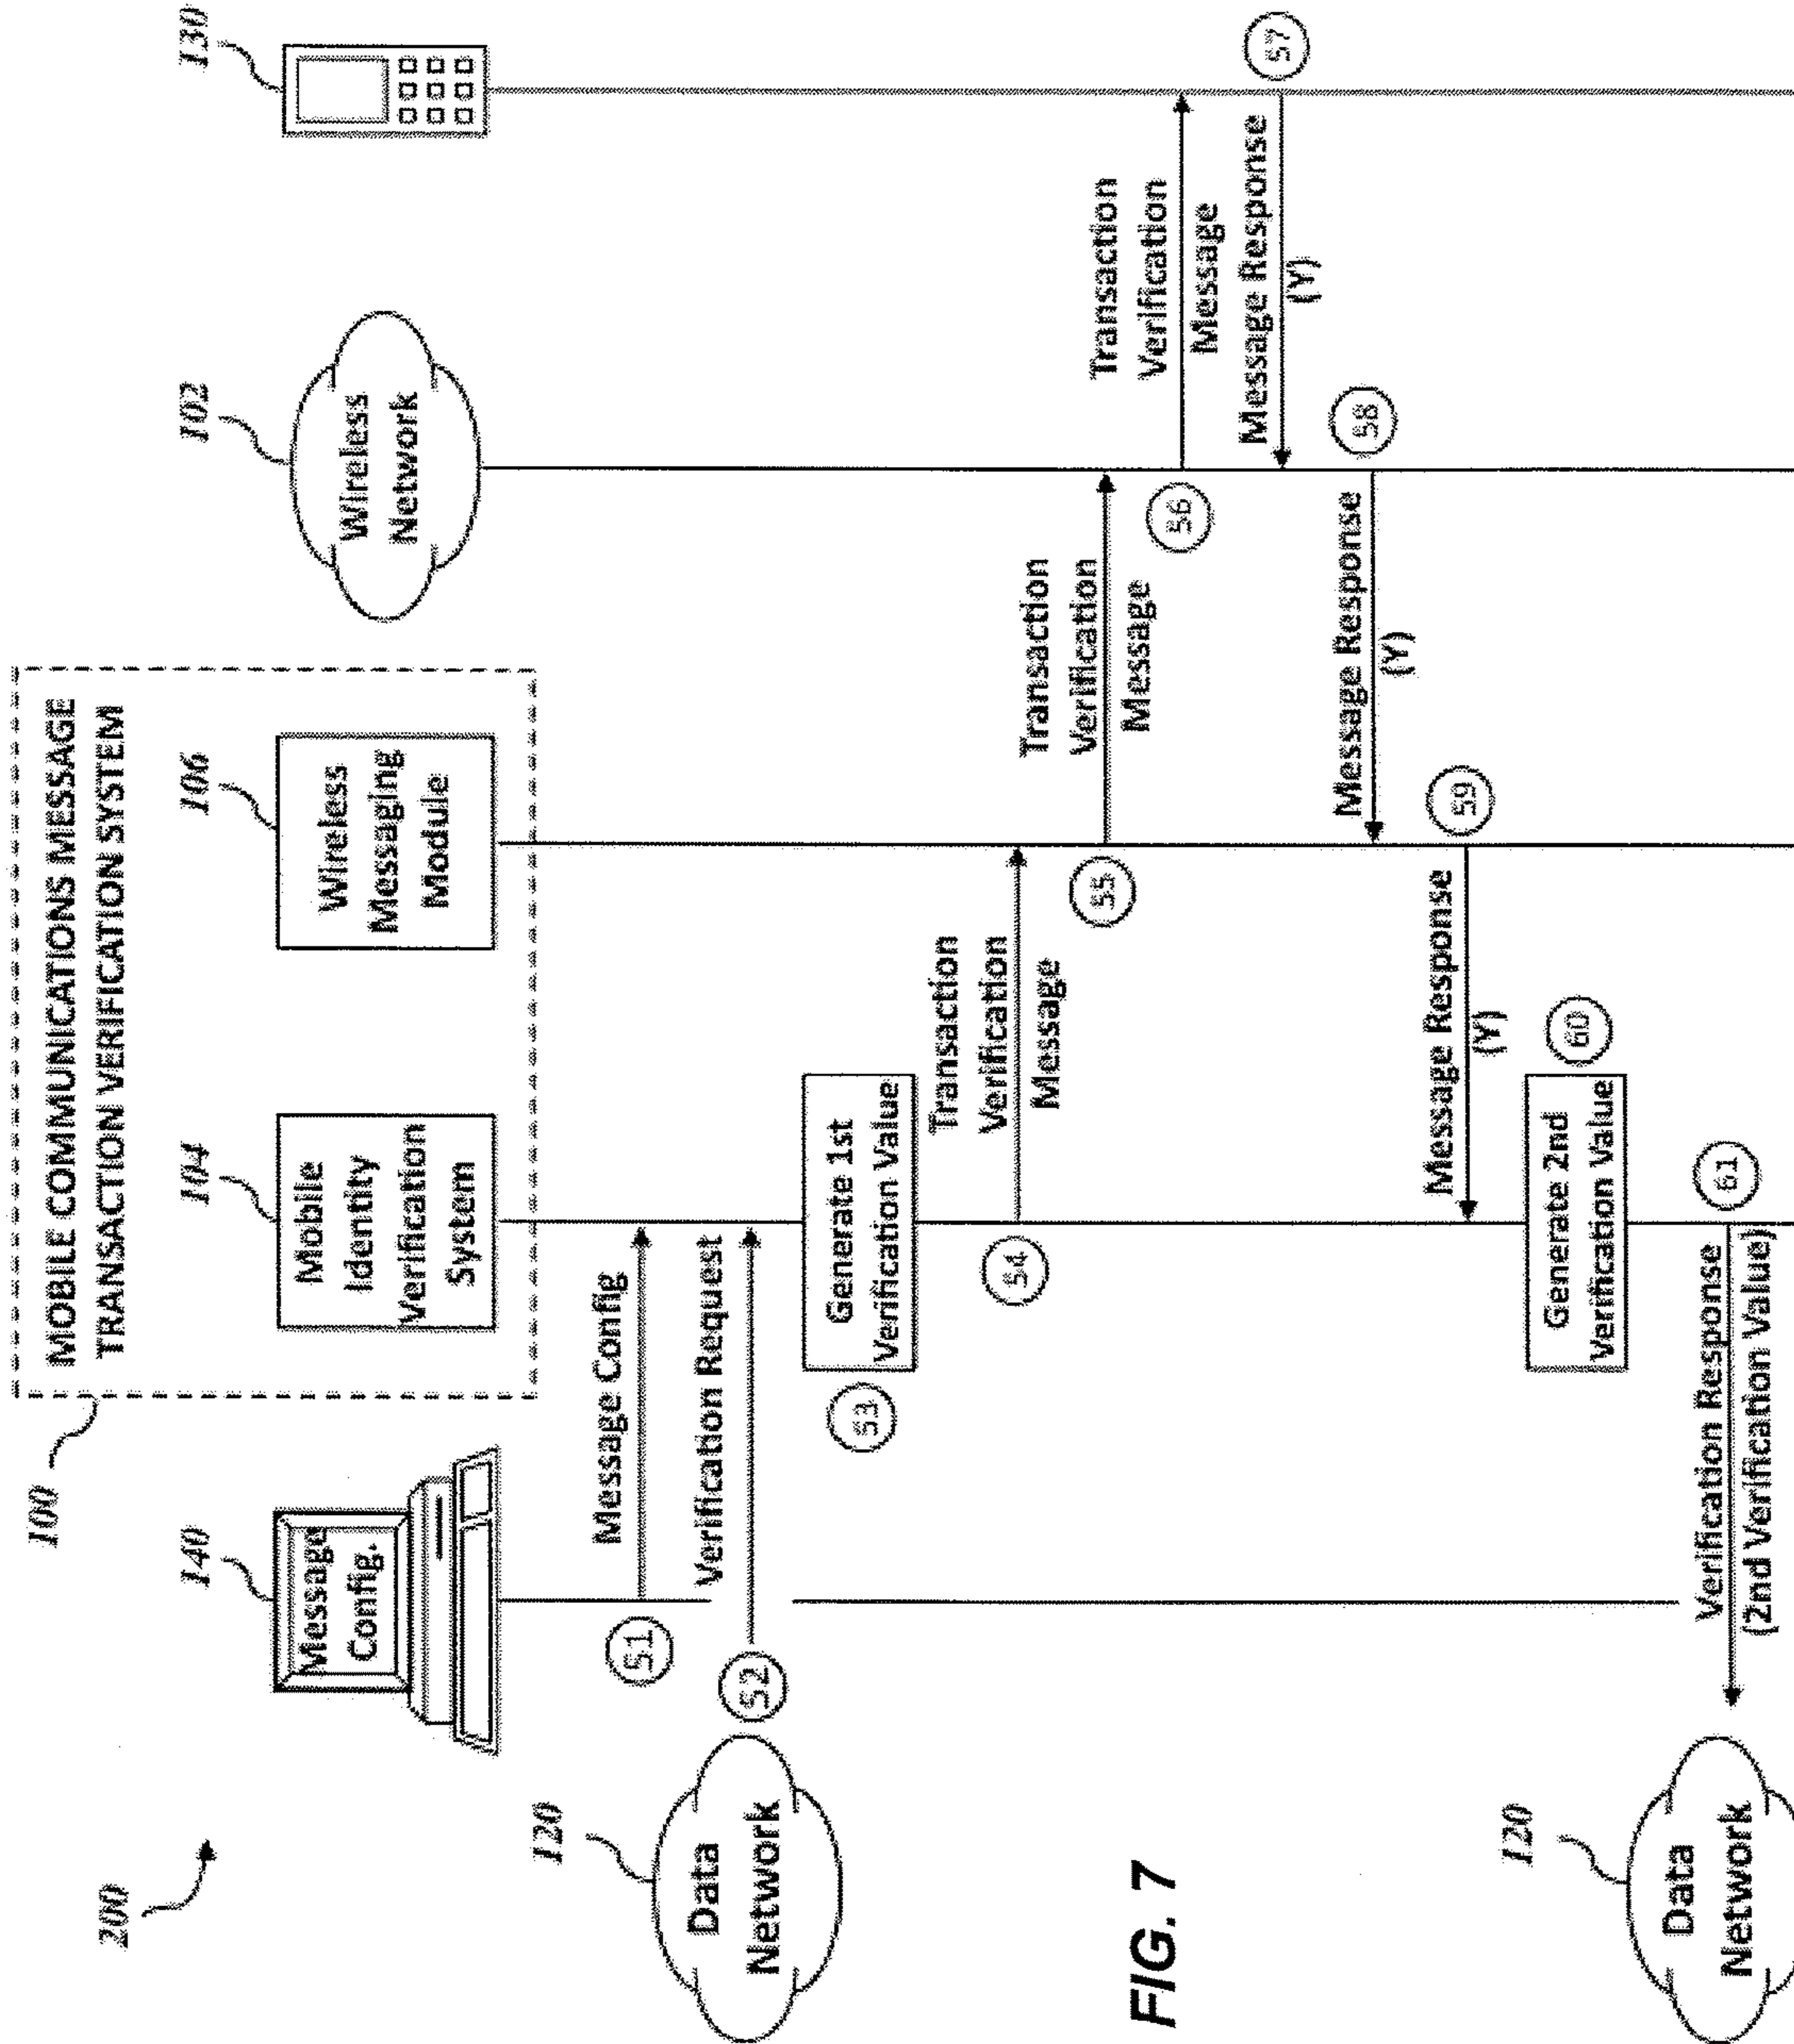 200
100
MOBILE COMMUNICATIONS MESSAGE
TRANSACTION VERIFICATION SYSTEM
140
Message
Config.
104
Mobile
Identity
Verification
System
106
Wireless
Messaging
Module
102
Wireless
Network
130
51
Message Config
120
Data
Network
52
Verification Request
53
Generate 1st
Verification Value
54
Transaction
Verification
Message
55
Transaction
Verification
Message
56
Transaction
Verification
Message
57
Message Response
(Y)
58
Message Response
(Y)
59
Message Response
(Y)
60
Generate 2nd
Verification Value
61
Verification Response
(2nd Verification Value)
120
Data
Network
FIG. 7